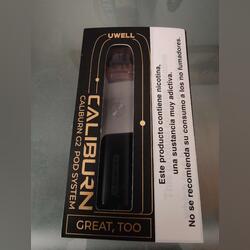 UWELL
CALIBURN
CALIBURN G2 POD SYSTEM
GREAT, TOO
Este producto contiene nicotina,
una sustancia muy adictiva.
No se recomienda su consumo a los no fumadores.